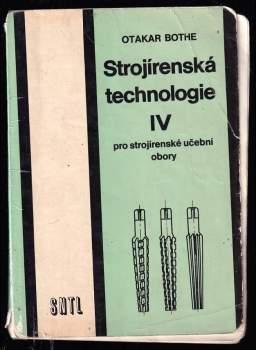 OTAKAR BOTHE
Strojírenská
technologie
IV
pro strojírenské učební
obory
SNTL